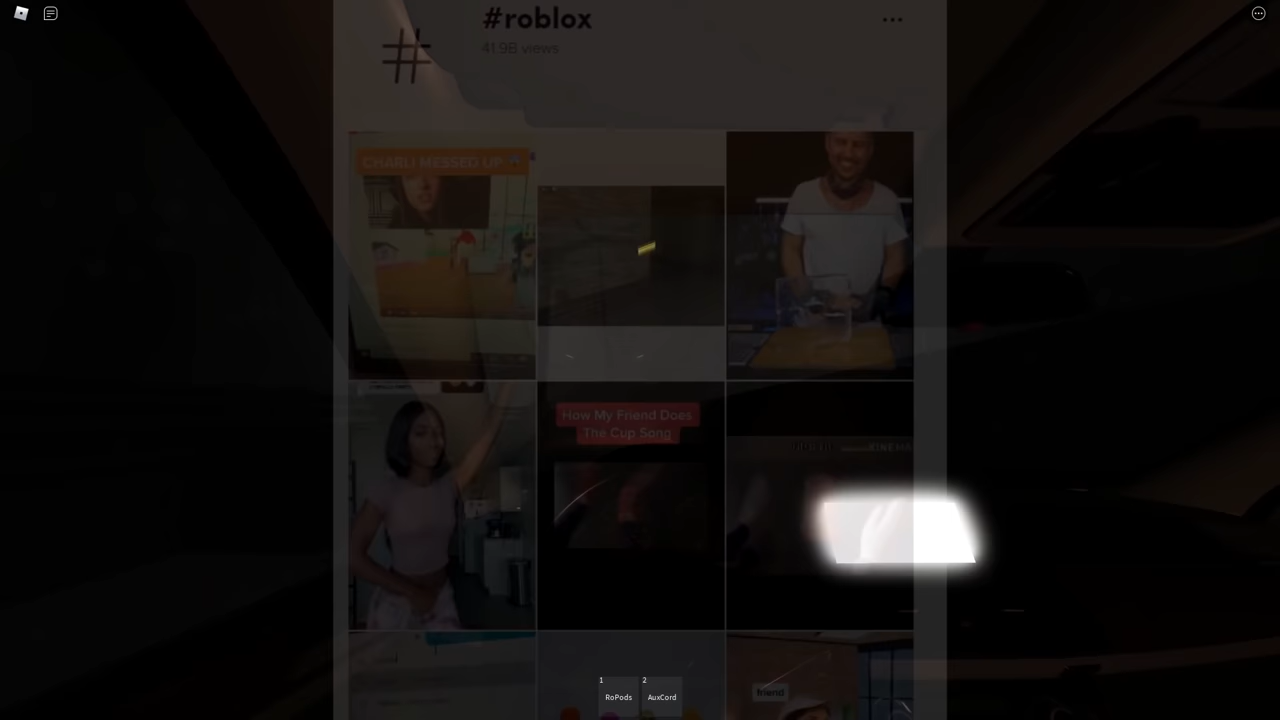 #roblox
41.9B views
#
CHARLI MESSED UP
How My Friend Does
The Cup Song
friend
1
2
RoPods
AuxCord